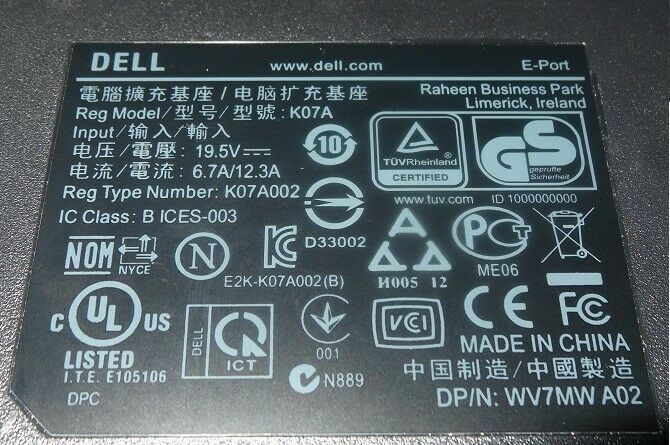 DELL www.dell.com E-Port
電腦擴充基座/电脑扩充基座
Raheen Business Park
Limerick, Ireland
Reg Model/型号/型號: K07A
Input/输入/輸入
电压/電壓: 19.5V⎓
电流/電流: 6.7A/12.3A
Reg Type Number: K07A002
IC Class: B ICES-003
10
TÜVRheinland
CERTIFIED
GS
geprüfte
Sicherheit
www.tuv.com ID 1000000000
D33002
NOM
NYCE
N
E2K-K07A002(B)
A
И005 12
PCT
ME06
C UL US
LISTED
I.T.E. E105106
DPC
DELL
ICT
001
N889
VCI
CE FC
MADE IN CHINA
中国制造/中國製造
DP/N: WV7MW A02